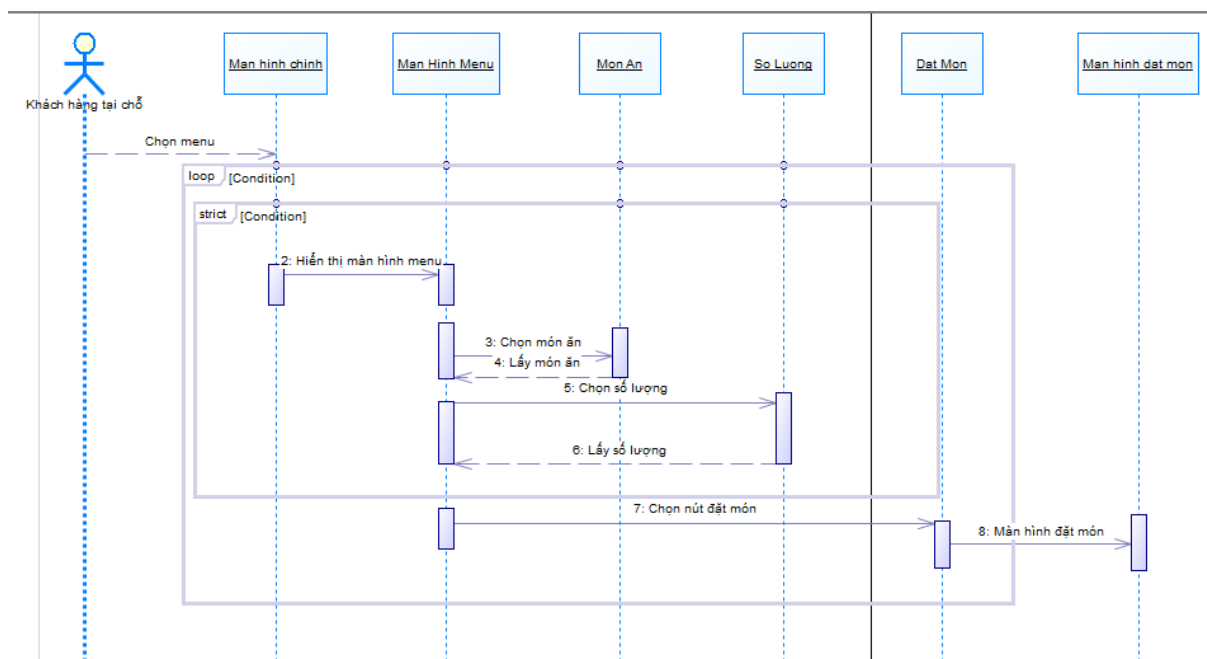 Man hinh chinh
Man Hinh Menu
Mon An
So Luong
Dat Mon
Man hinh dat mon
Khách hàng tại chỗ
Chọn menu
loop [Condition]
strict [Condition]
2: Hiển thị màn hình menu
3: Chọn món ăn
4: Lấy món ăn
5: Chọn số lượng
6: Lấy số lượng
7: Chọn nút đặt món
8: Màn hình đặt món